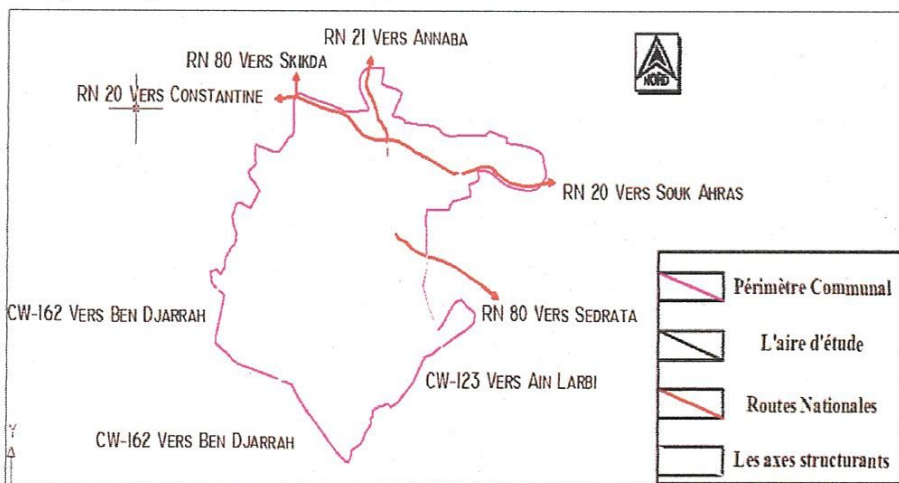 RN 21 VERS ANNABA
RN 80 VERS SKIKDA
RN 20 VERS CONSTANTINE
NORD
RN 20 VERS SOUK AHRAS
CW-162 VERS BEN DJARRAH
RN 80 VERS SEDRATA
CW-123 VERS AIN LARBI
CW-162 VERS BEN DJARRAH
Périmètre Communal
L'aire d'étude
Routes Nationales
Les axes structurants
Y